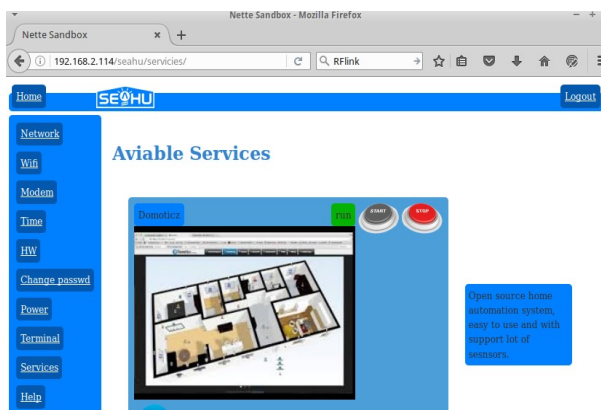 Nette Sandbox - Mozilla Firefox
Nette Sandbox
192.168.2.114/seahu/servicies/
RFlink
Home
SEAHU
Logout
Network
Wifi
Modem
Time
HW
Change passwd
Power
Terminal
Services
Help
Aviable Services
Domoticz
run
START
STOP
Open source home
automation system,
easy to use and with
support lot of
sesnsors.